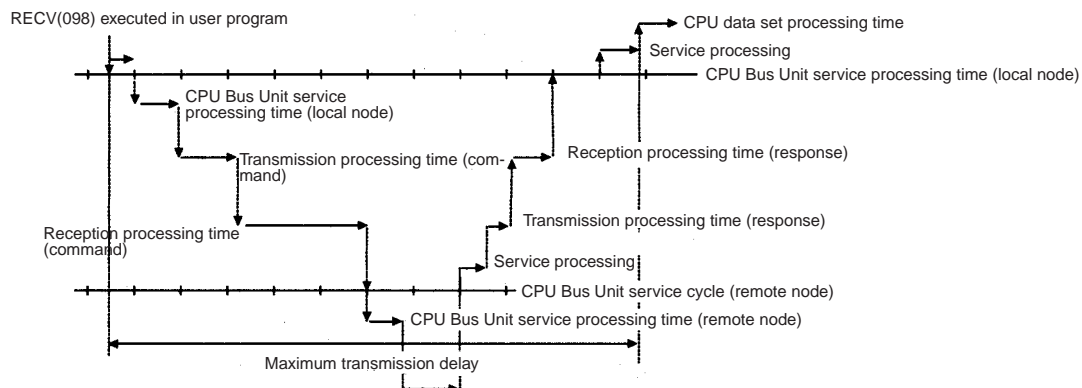 RECV(098) executed in user program
CPU data set processing time
Service processing
CPU Bus Unit service processing time (local node)
CPU Bus Unit service
processing time (local node)
Transmission processing time (com-
mand)
Reception processing time (response)
Reception processing time
(command)
Transmission processing time (response)
Service processing
CPU Bus Unit service cycle (remote node)
CPU Bus Unit service processing time (remote node)
Maximum transmission delay